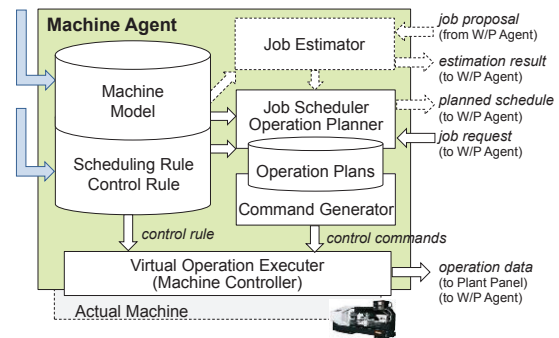 Machine Agent
Machine
Model
Scheduling Rule
Control Rule
Job Estimator
job proposal
(from W/P Agent)
estimation result
(to W/P Agent)
Job Scheduler
Operation Planner
planned schedule
(to W/P Agent)
job request
(to W/P Agent)
Operation Plans
Command Generator
control rule
control commands
Virtual Operation Executer
(Machine Controller)
operation data
(to Plant Panel)
(to W/P Agent)
Actual Machine